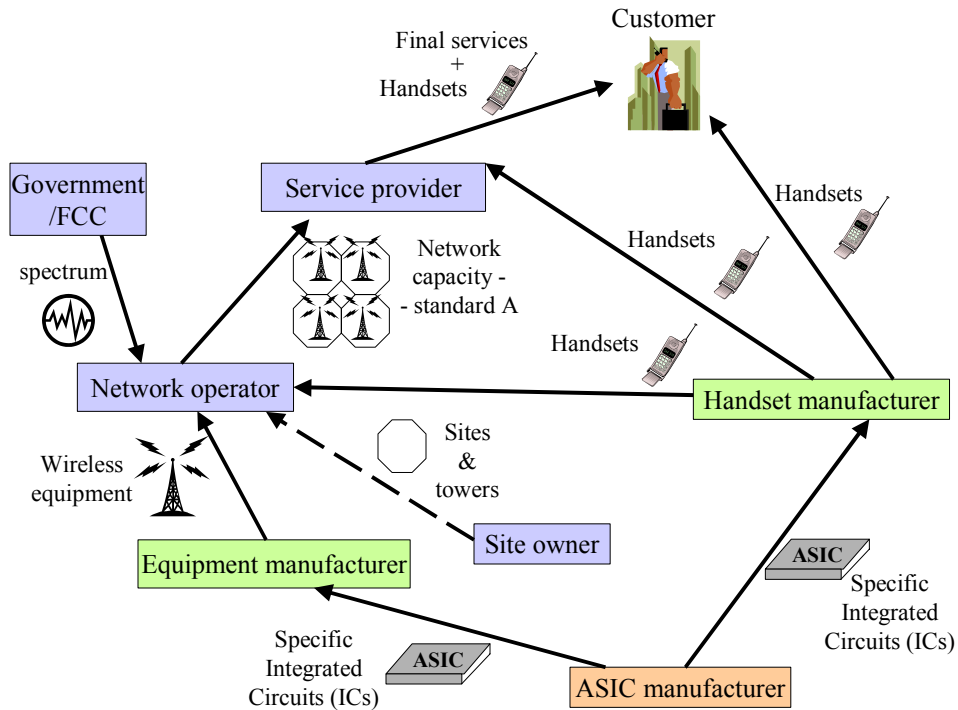 Customer
Final services
+
Handsets
Government
/FCC
Service provider
Handsets
Handsets
spectrum
Network
capacity -
- standard A
Handsets
Network operator
Handset manufacturer
Sites
&
towers
Wireless
equipment
Site owner
Equipment manufacturer
ASIC
Specific
Integrated
Circuits (ICs)
Specific
Integrated
Circuits (ICs)
ASIC
ASIC manufacturer